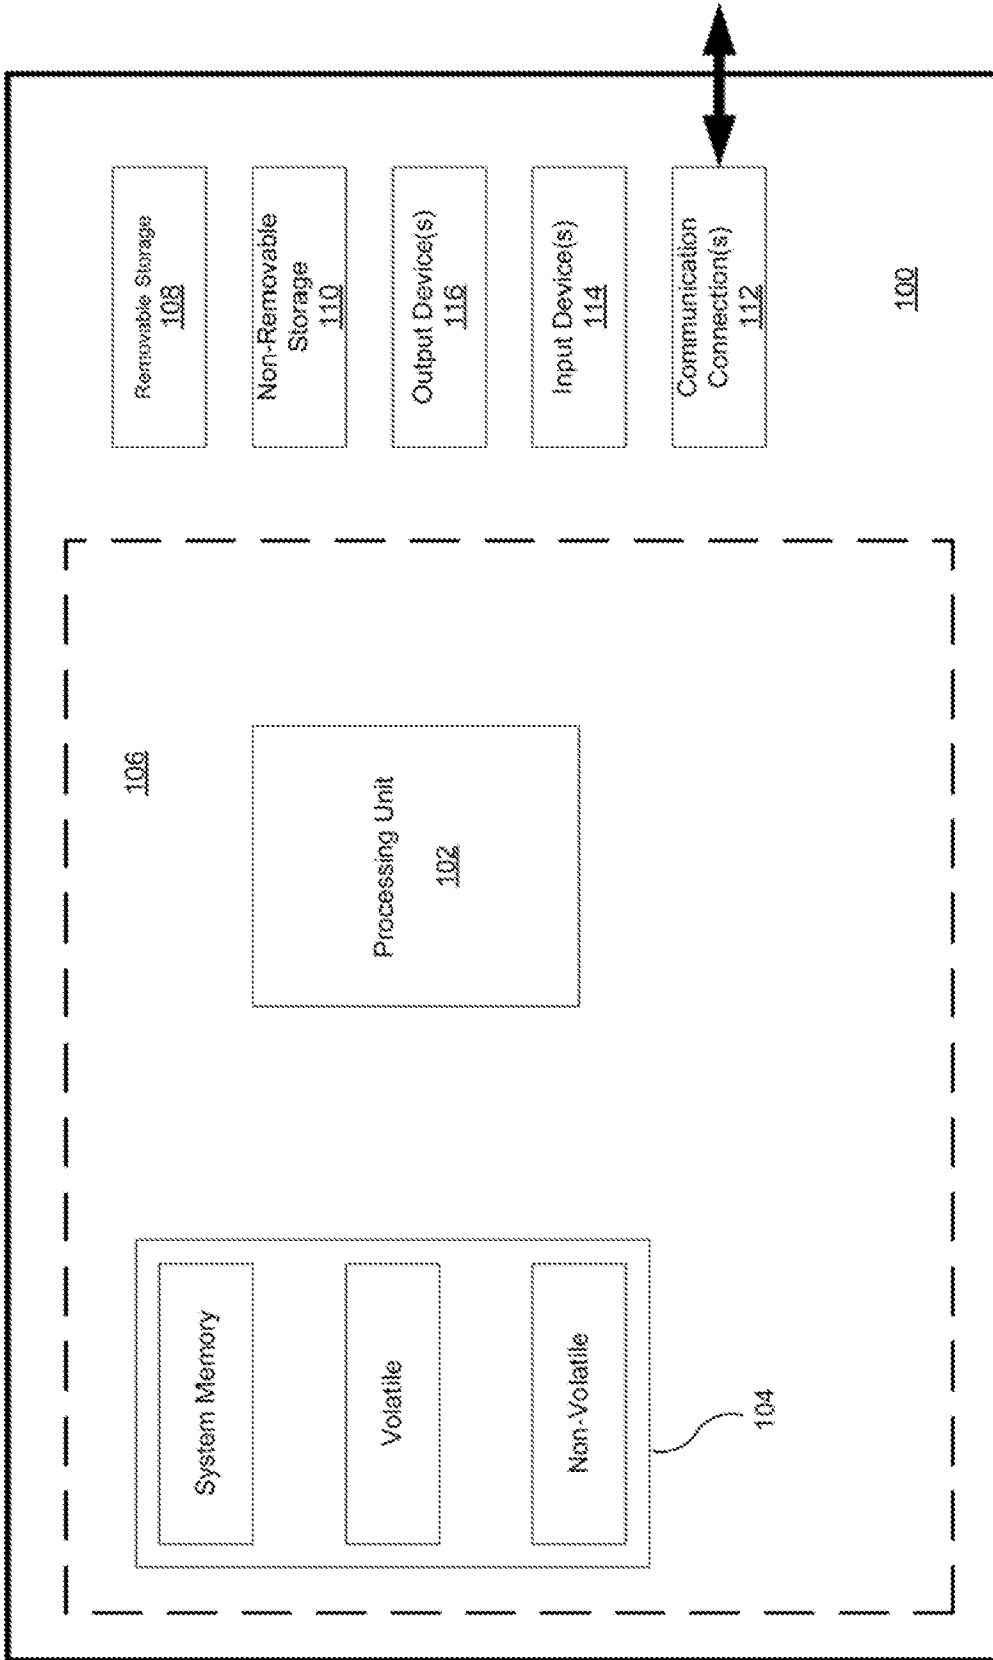 106
System Memory
Volatile
Non-Volatile
104
Processing Unit
102
Removable Storage
108
Non-Removable
Storage
110
Output Device(s)
116
Input Device(s)
114
Communication
Connection(s)
112
100